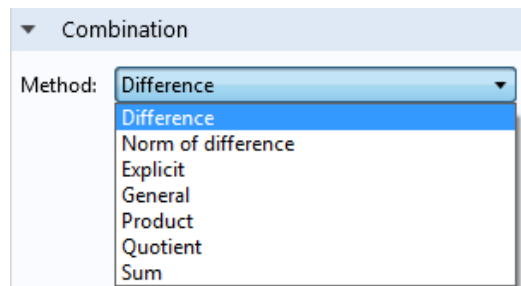 Combination
Method: Difference
Difference
Norm of difference
Explicit
General
Product
Quotient
Sum